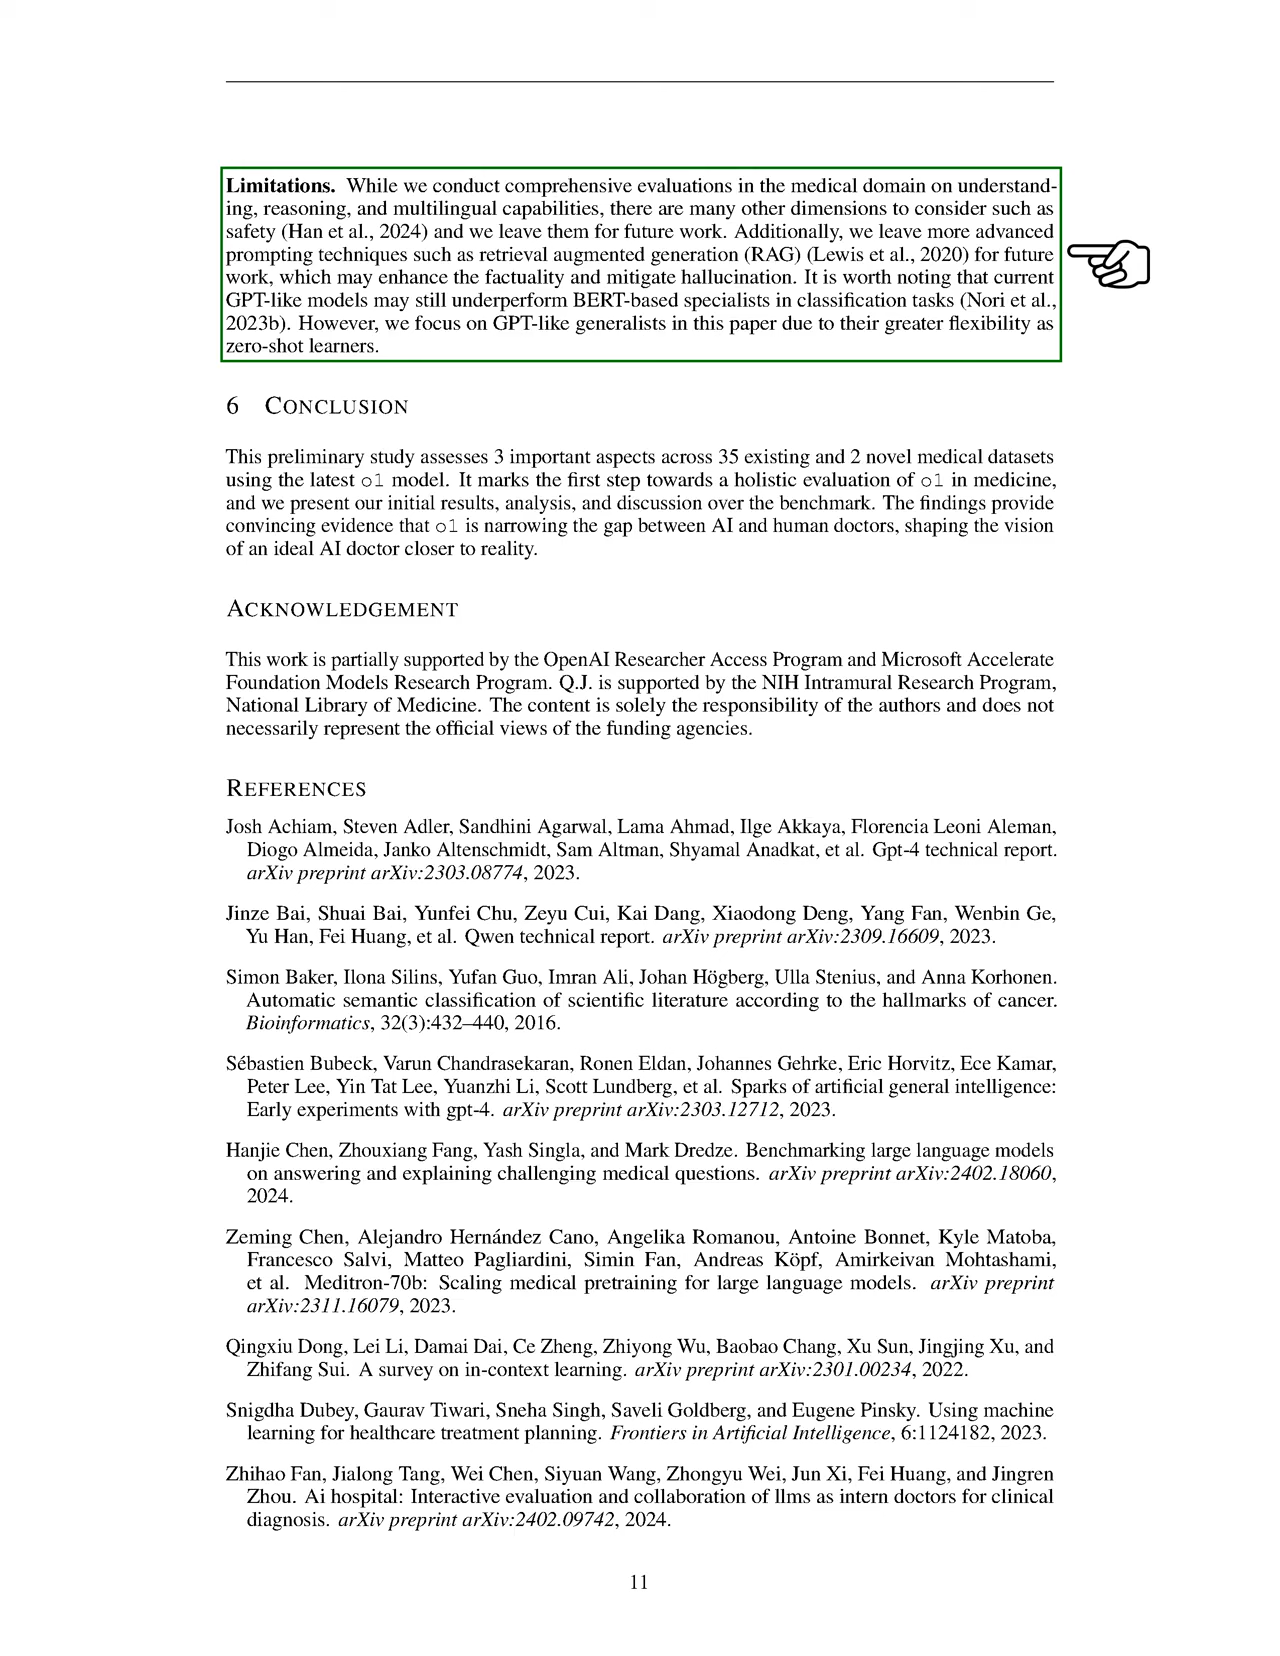 Limitations. While we conduct comprehensive evaluations in the medical domain on understand-
ing, reasoning, and multilingual capabilities, there are many other dimensions to consider such as
safety (Han et al., 2024) and we leave them for future work. Additionally, we leave more advanced
prompting techniques such as retrieval augmented generation (RAG) (Lewis et al., 2020) for future
work, which may enhance the factuality and mitigate hallucination. It is worth noting that current
GPT-like models may still underperform BERT-based specialists in classification tasks (Nori et al.,
2023b). However, we focus on GPT-like generalists in this paper due to their greater flexibility as
zero-shot learners.
6 CONCLUSION
This preliminary study assesses 3 important aspects across 35 existing and 2 novel medical datasets
using the latest o1 model. It marks the first step towards a holistic evaluation of o1 in medicine,
and we present our initial results, analysis, and discussion over the benchmark. The findings provide
convincing evidence that o1 is narrowing the gap between AI and human doctors, shaping the vision
of an ideal AI doctor closer to reality.
ACKNOWLEDGEMENT
This work is partially supported by the OpenAI Researcher Access Program and Microsoft Accelerate
Foundation Models Research Program. Q.J. is supported by the NIH Intramural Research Program,
National Library of Medicine. The content is solely the responsibility of the authors and does not
necessarily represent the official views of the funding agencies.
REFERENCES
Josh Achiam, Steven Adler, Sandhini Agarwal, Lama Ahmad, Ilge Akkaya, Florencia Leoni Aleman,
Diogo Almeida, Janko Altenschmidt, Sam Altman, Shyamal Anadkat, et al. Gpt-4 technical report.
arXiv preprint arXiv:2303.08774, 2023.
Jinze Bai, Shuai Bai, Yunfei Chu, Zeyu Cui, Kai Dang, Xiaodong Deng, Yang Fan, Wenbin Ge,
Yu Han, Fei Huang, et al. Qwen technical report. arXiv preprint arXiv:2309.16609, 2023.
Simon Baker, Ilona Silins, Yufan Guo, Imran Ali, Johan Högberg, Ulla Stenius, and Anna Korhonen.
Automatic semantic classification of scientific literature according to the hallmarks of cancer.
Bioinformatics, 32(3):432–440, 2016.
Sébastien Bubeck, Varun Chandrasekaran, Ronen Eldan, Johannes Gehrke, Eric Horvitz, Ece Kamar,
Peter Lee, Yin Tat Lee, Yuanzhi Li, Scott Lundberg, et al. Sparks of artificial general intelligence:
Early experiments with gpt-4. arXiv preprint arXiv:2303.12712, 2023.
Hanjie Chen, Zhouxiang Fang, Yash Singla, and Mark Dredze. Benchmarking large language models
on answering and explaining challenging medical questions. arXiv preprint arXiv:2402.18060,
2024.
Zeming Chen, Alejandro Hernández Cano, Angelika Romanou, Antoine Bonnet, Kyle Matoba,
Francesco Salvi, Matteo Pagliardini, Simin Fan, Andreas Köpf, Amirkeivan Mohtashami,
et al. Meditron-70b: Scaling medical pretraining for large language models. arXiv preprint
arXiv:2311.16079, 2023.
Qingxiu Dong, Lei Li, Damai Dai, Ce Zheng, Zhiyong Wu, Baobao Chang, Xu Sun, Jingjing Xu, and
Zhifang Sui. A survey on in-context learning. arXiv preprint arXiv:2301.00234, 2022.
Snigdha Dubey, Gaurav Tiwari, Sneha Singh, Saveli Goldberg, and Eugene Pinsky. Using machine
learning for healthcare treatment planning. Frontiers in Artificial Intelligence, 6:1124182, 2023.
Zhihao Fan, Jialong Tang, Wei Chen, Siyuan Wang, Zhongyu Wei, Jun Xi, Fei Huang, and Jingren
Zhou. Ai hospital: Interactive evaluation and collaboration of llms as intern doctors for clinical
diagnosis. arXiv preprint arXiv:2402.09742, 2024.
11